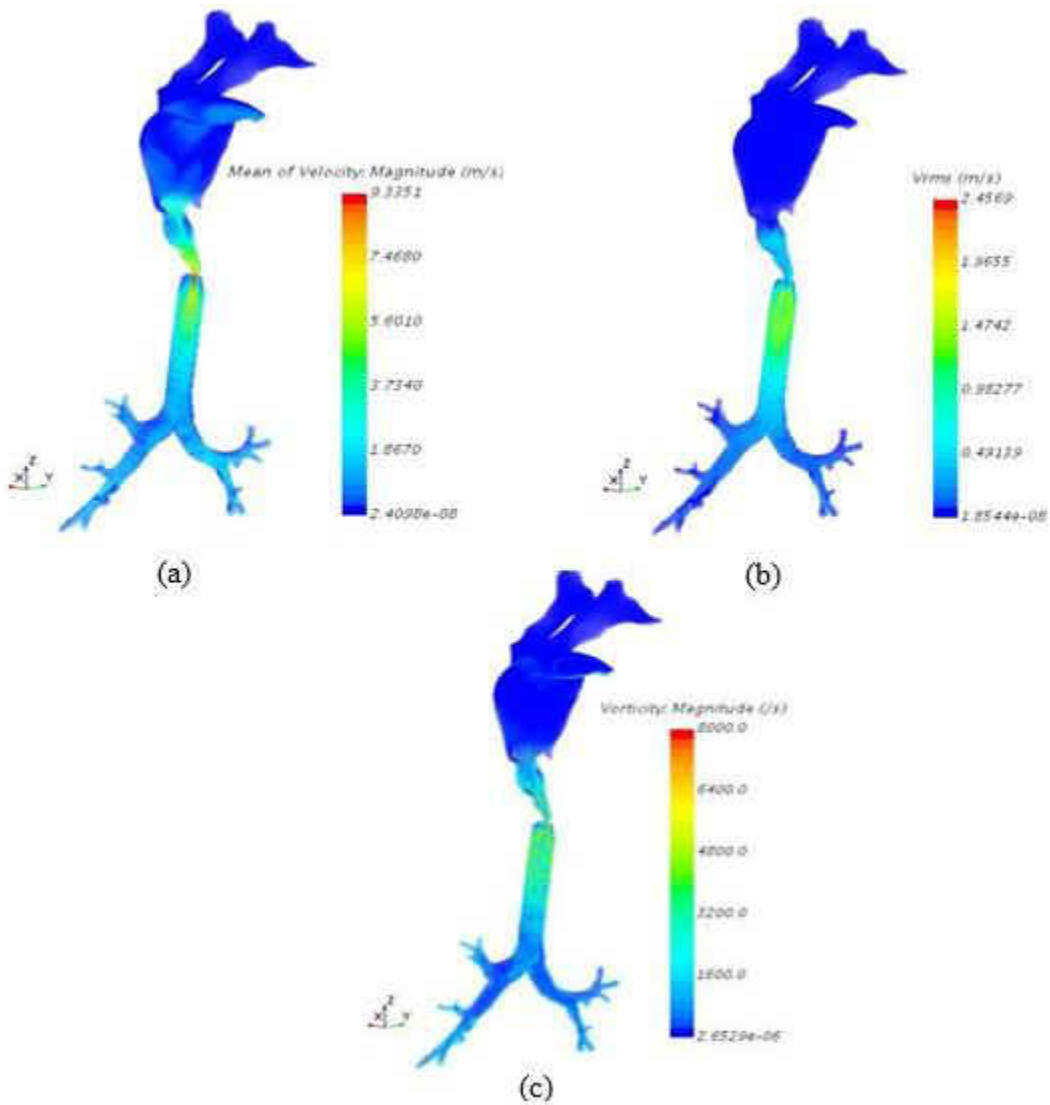 Mean of Velocity: Magnitude (m/s)
9.3351
7.4680
5.6010
3.7340
1.8670
2.4098e-08
Z
X Y
(a)
Vrms (m/s)
2.4569
1.9655
1.4742
0.98277
0.49139
1.8544e-08
Z
X Y
(b)
Vorticity: Magnitude (/s)
8000.0
6400.0
4800.0
3200.0
1600.0
2.6529e-06
Z
X Y
(c)